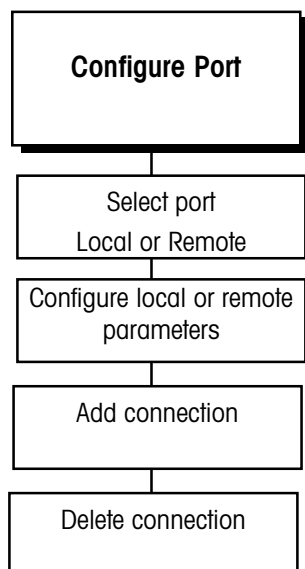 Configure Port
Select port
Local or Remote
Configure local or remote
parameters
Add connection
Delete connection